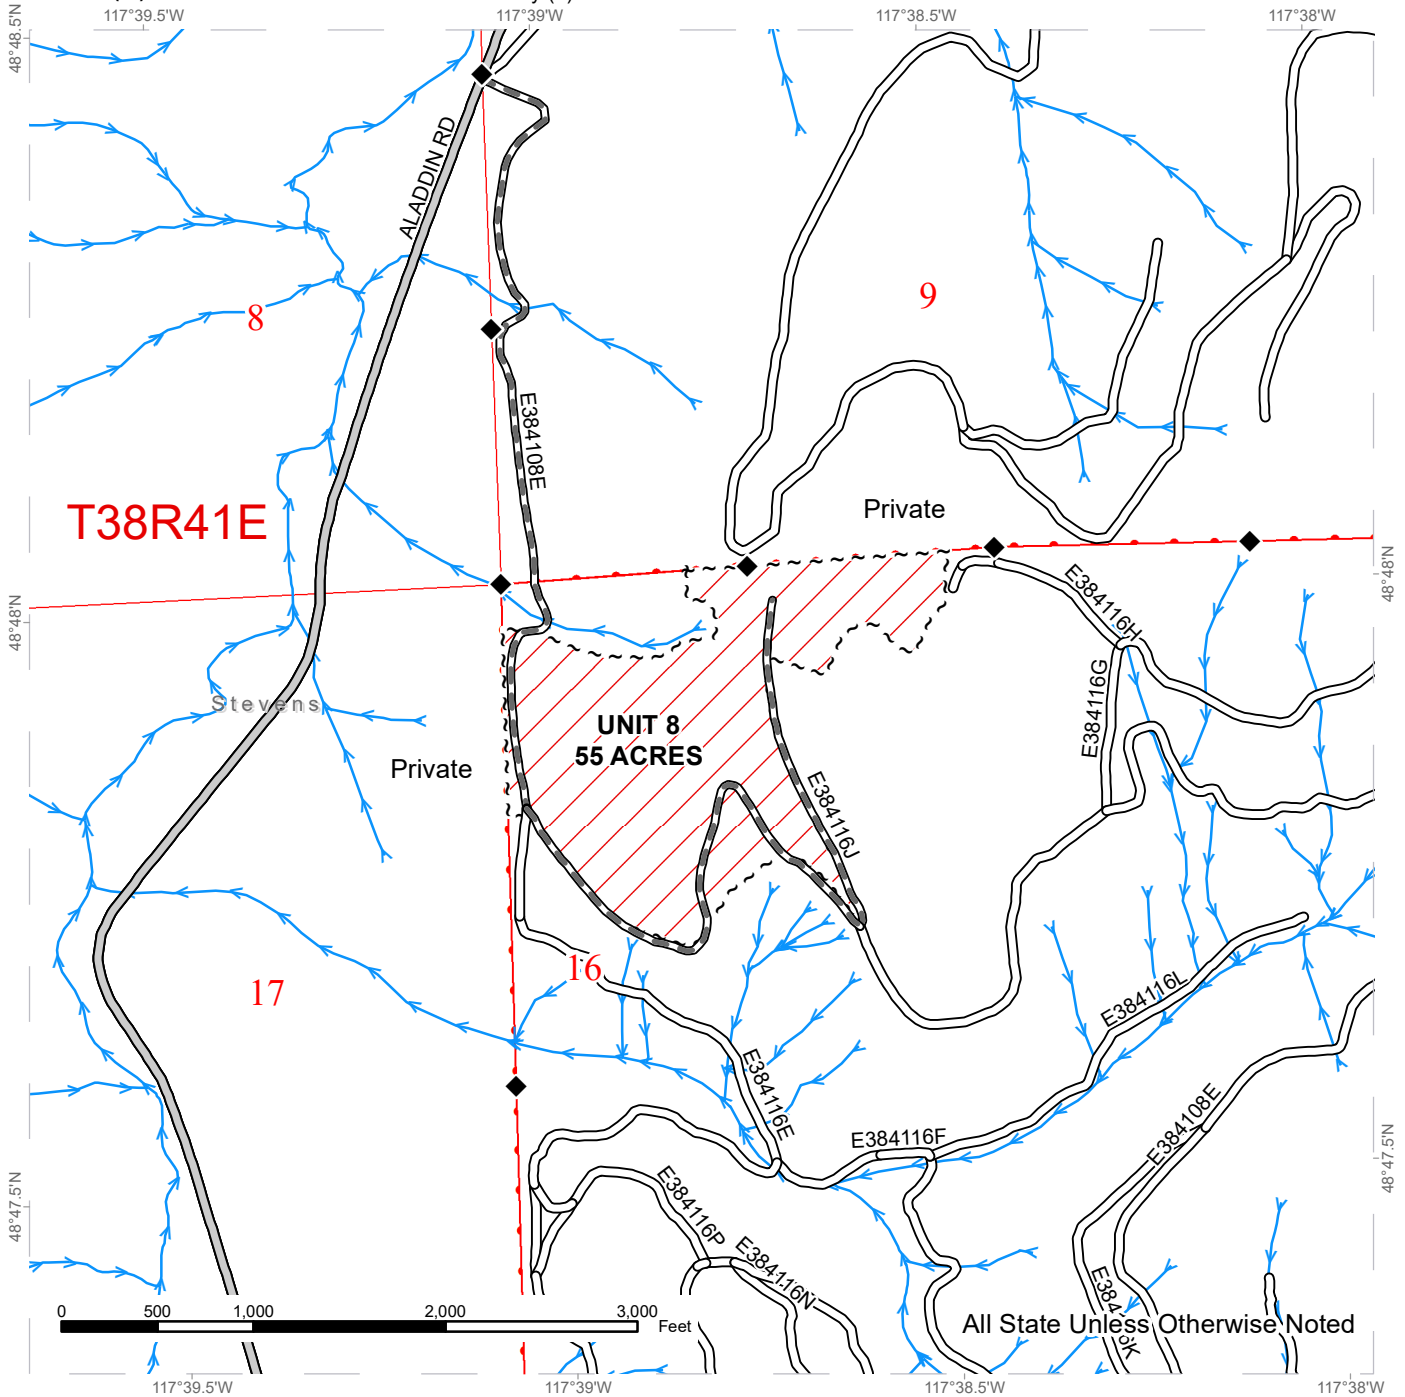 117°39.5'W
117°39'W
117°38.5'W
117°38'W
48°48.5'N
48°48.5'N
ALADDIN RD
8
9
E384108E
T38R41E
Private
48°48'N
48°48'N
E384116H
E384116G
Stevens
UNIT 8
55 ACRES
Private
E384116J
16
17
E384116L
E384116E
E384116F
E384108E
48°47.5'N
48°47.5'N
E384116P
E384116N
0 500 1,000 2,000 3,000
Feet
All State Unless Otherwise Noted
117°39.5'W
117°39'W
117°38.5'W
117°38'W